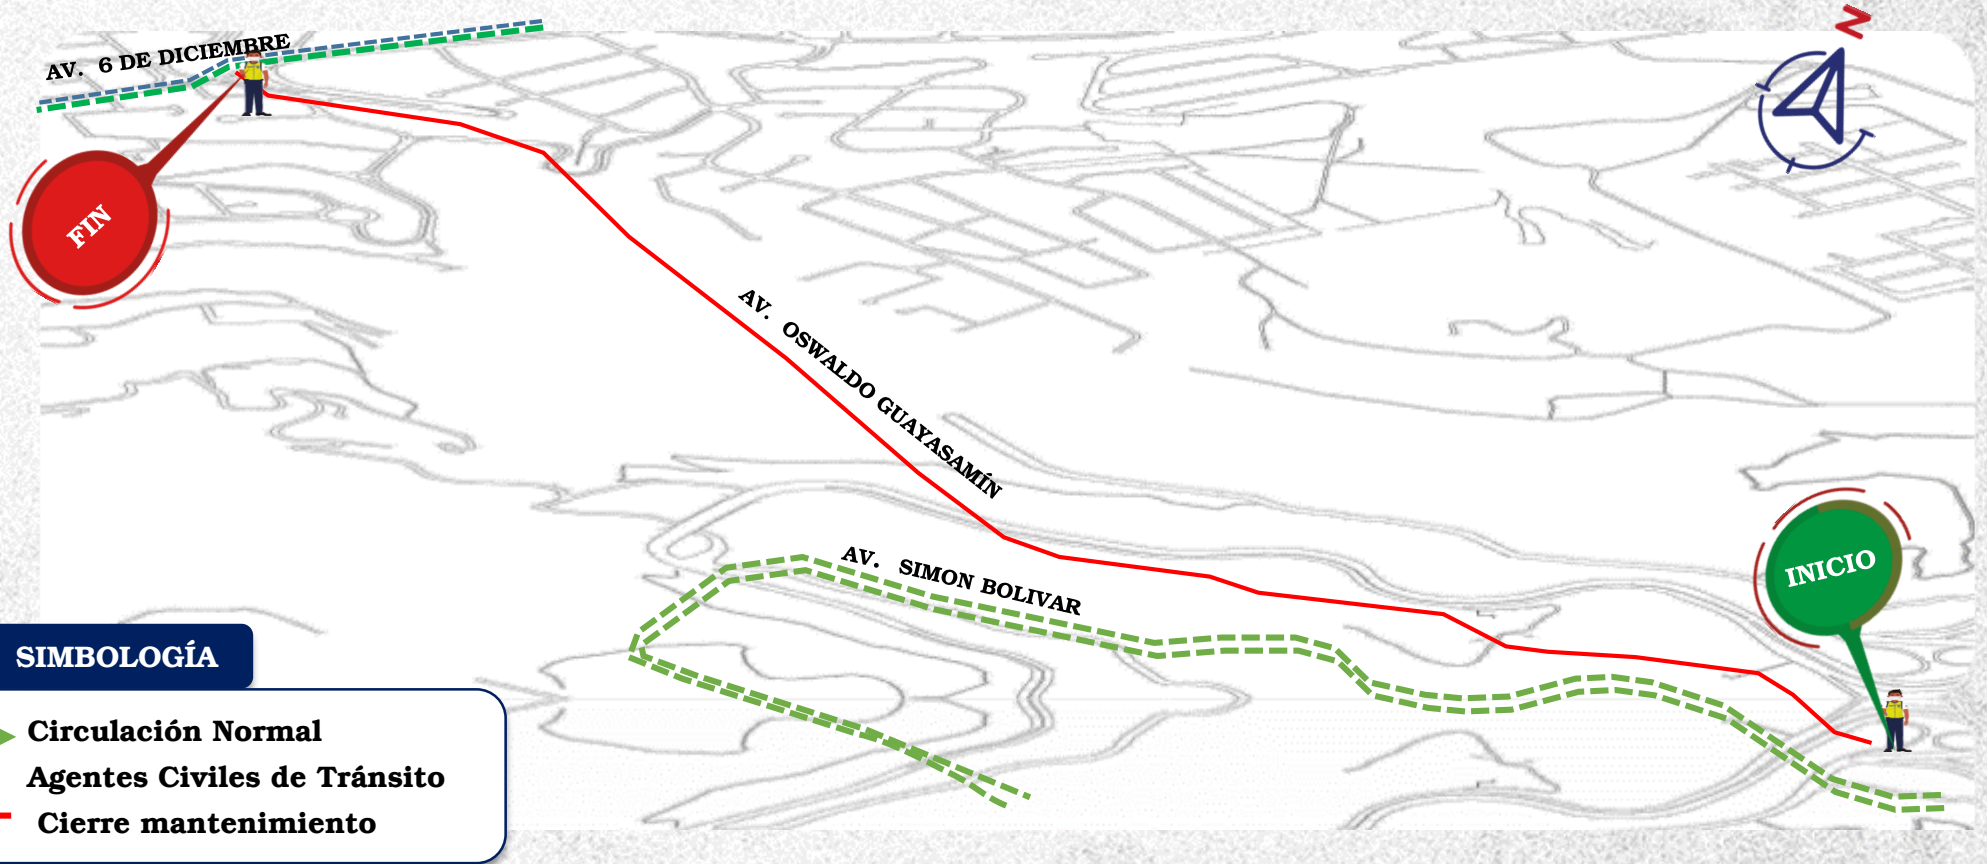 AV. 6 DE DICIEMBRE
N
FIN
AV. OSWALDO GUAYASAMÍN
AV. SIMON BOLIVAR
INICIO
SIMBOLOGÍA
Circulación Normal
Agentes Civiles de Tránsito
Cierre mantenimiento